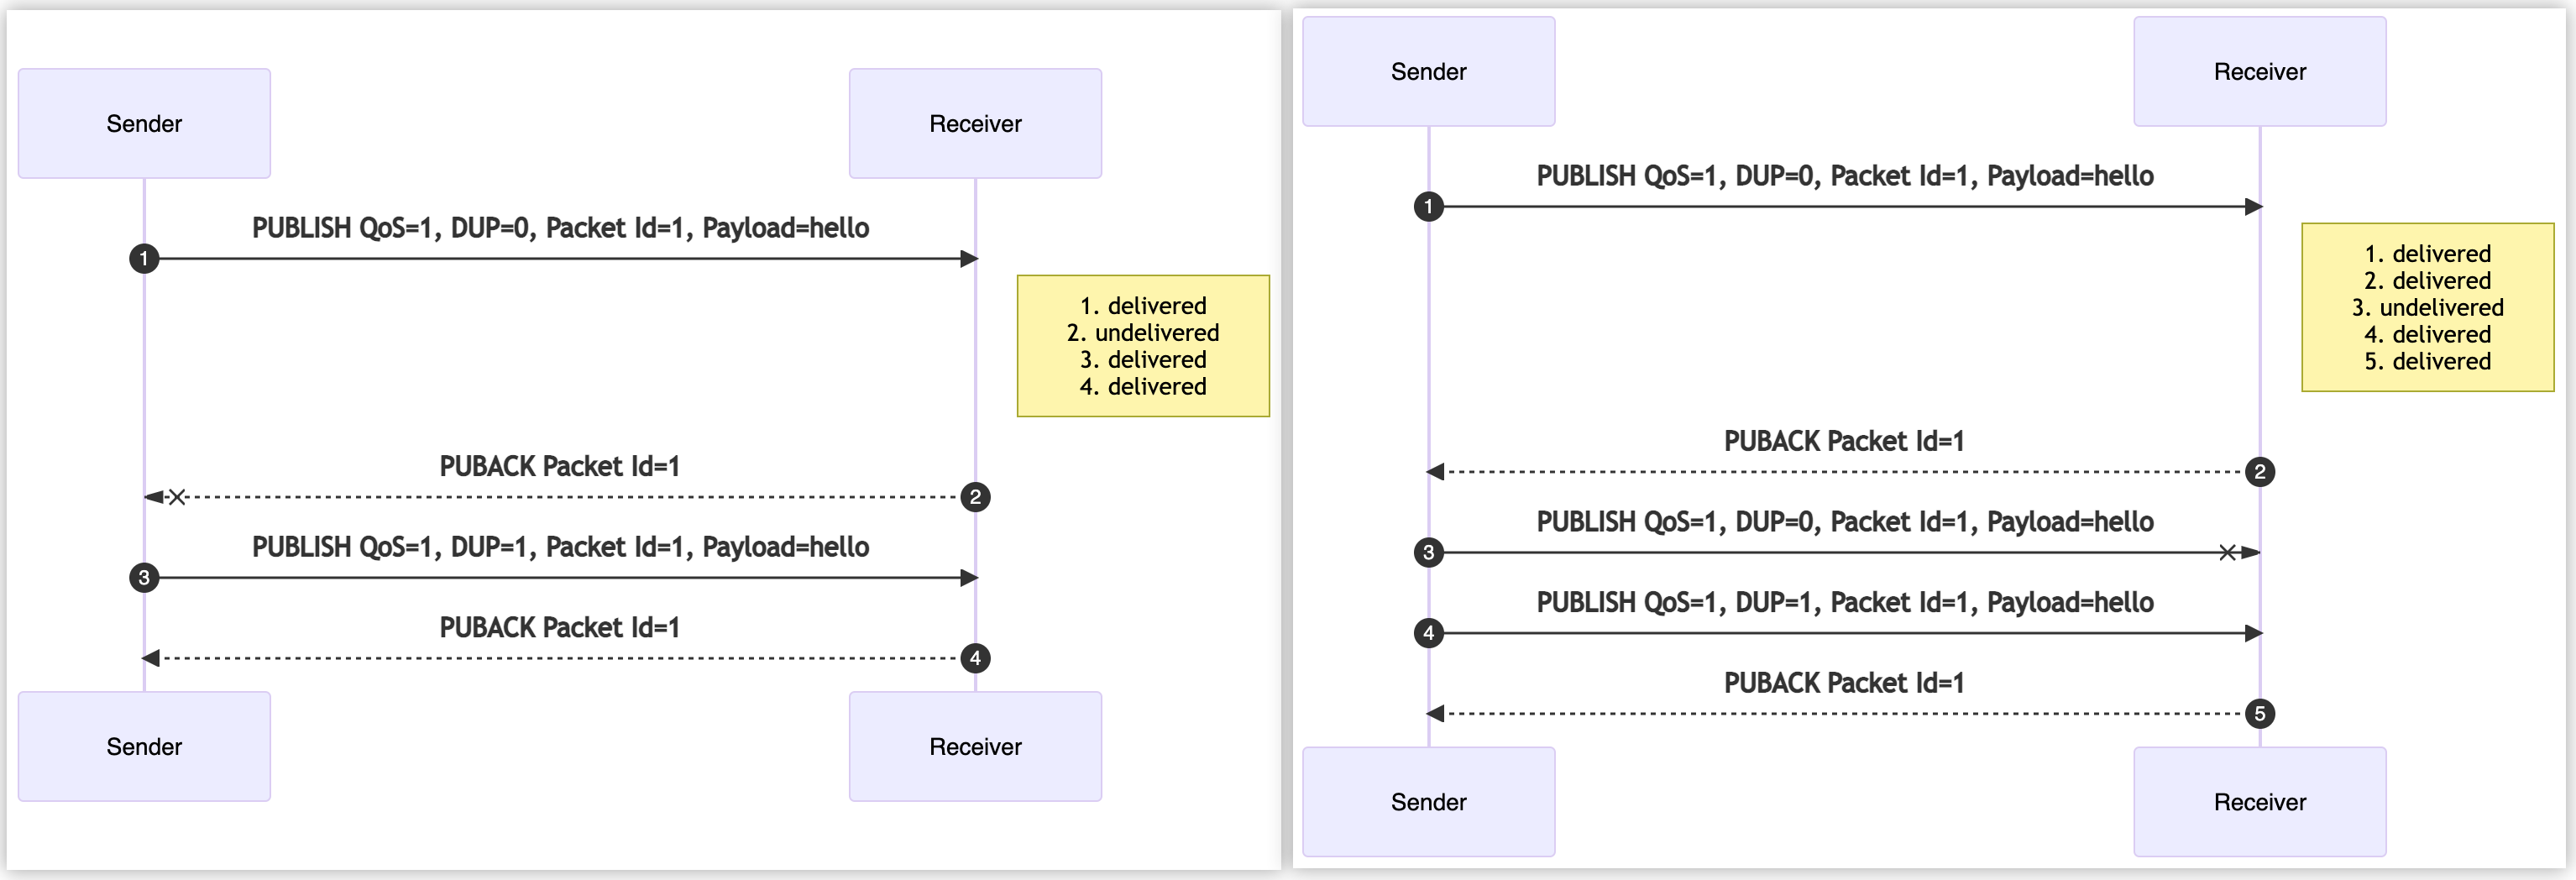 Sender
Receiver
PUBLISH QoS=1, DUP=0, Packet Id=1, Payload=hello
1
1. delivered
2. undelivered
3. delivered
4. delivered
PUBACK Packet Id=1
2
PUBLISH QoS=1, DUP=1, Packet Id=1, Payload=hello
3
PUBACK Packet Id=1
4
Sender
Receiver
Sender
Receiver
PUBLISH QoS=1, DUP=0, Packet Id=1, Payload=hello
1
1. delivered
2. delivered
3. undelivered
4. delivered
5. delivered
PUBACK Packet Id=1
2
PUBLISH QoS=1, DUP=0, Packet Id=1, Payload=hello
3
PUBLISH QoS=1, DUP=1, Packet Id=1, Payload=hello
4
PUBACK Packet Id=1
5
Sender
Receiver